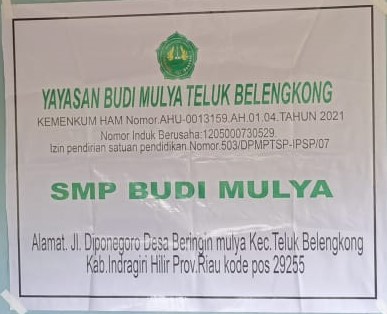 YAYASAN BUDI MULYA TELUK BELENGKONG
KEMENKUM HAM Nomor.AHU-0013159.AH.01.04.TAHUN 2021
Nomor Induk Berusaha:1205000730529.
Izin pendirian satuan pendidikan.Nomor.503/DPMPTSP-IPSP/07
SMP BUDI MULYA
Alamat. Jl. Diponegoro Desa Beringin mulya Kec.Teluk Belengkong
Kab.Indragiri Hilir Prov.Riau kode pos 29255